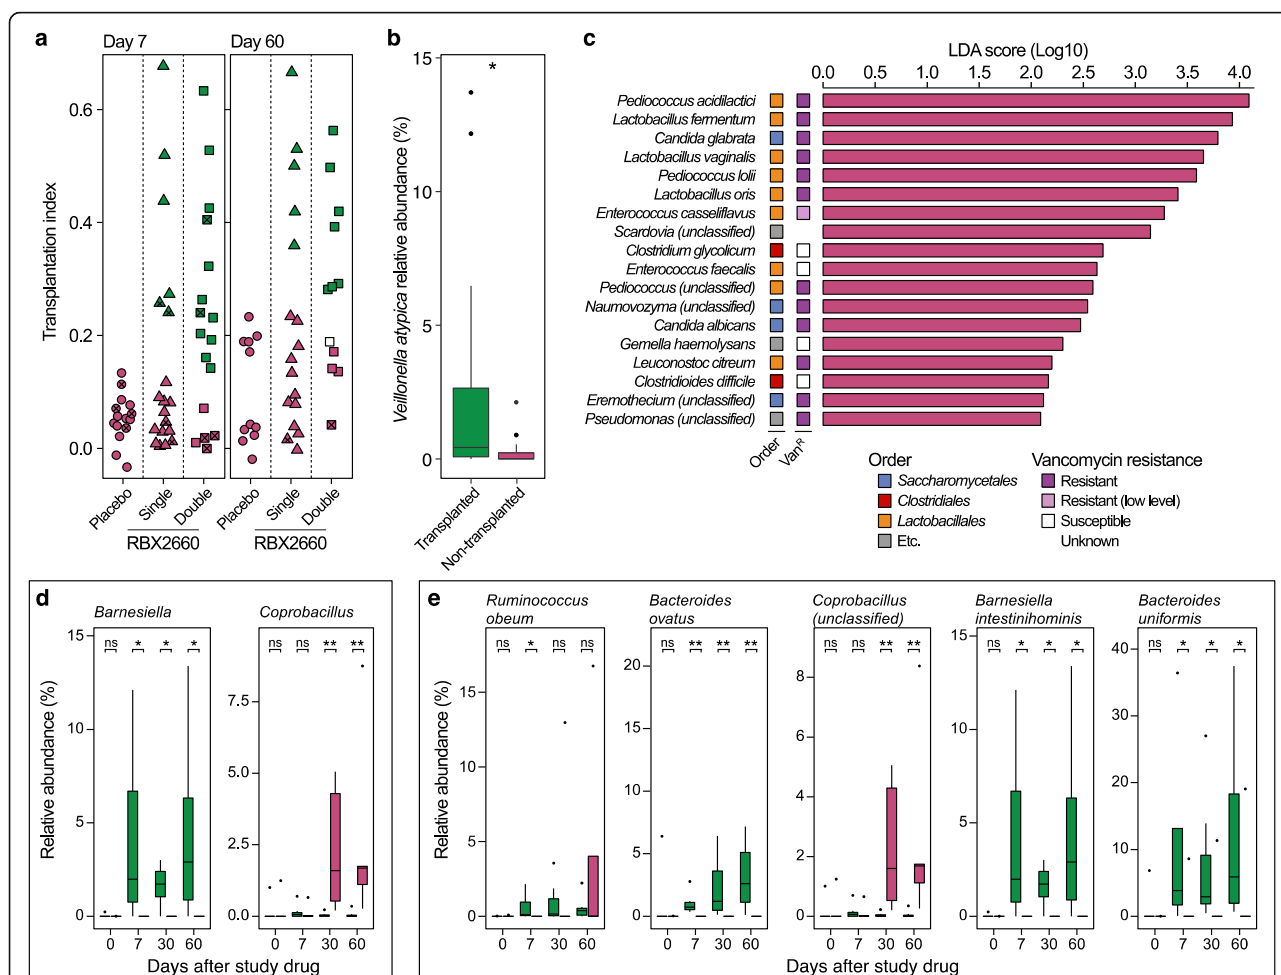 a
Day 7
Day 60
Transplantation index
0.6
0.4
0.2
0.0
Placebo
Single
Double
Placebo
Single
Double
RBX2660
RBX2660
b
Veillonella atypica relative abundance (%)
15
10
5
0
*
Transplanted
Non-transplanted
c
LDA score (Log10)
0.0 0.5 1.0 1.5 2.0 2.5 3.0 3.5 4.0
Pediococcus acidilactici
Lactobacillus fermentum
Candida glabrata
Lactobacillus vaginalis
Pediococcus lolii
Lactobacillus oris
Enterococcus casseliflavus
Scardovia (unclassified)
Clostridium glycolicum
Enterococcus faecalis
Pediococcus (unclassified)
Naumovozyma (unclassified)
Candida albicans
Gemella haemolysans
Leuconostoc citreum
Clostridioides difficile
Eremothecium (unclassified)
Pseudomonas (unclassified)
Order
Van^R
Order
Saccharomycetales
Clostridiales
Lactobacillales
Etc.
Vancomycin resistance
Resistant
Resistant (low level)
Susceptible
Unknown
d
Relative abundance (%)
Barnesiella
15
10
5
0
ns * * *
0 7 30 60
Coprobacillus
7.5
5.0
2.5
0.0
ns ns ** **
0 7 30 60
Days after study drug
e
Relative abundance (%)
Ruminococcus
obeum
15
10
5
0
ns * ns ns
0 7 30 60
Bacteroides
ovatus
20
15
10
5
0
ns ** ** **
0 7 30 60
Coprobacillus
(unclassified)
8
6
4
2
0
ns ns ** **
0 7 30 60
Barnesiella
intestinihominis
15
10
5
0
ns * * *
0 7 30 60
Bacteroides
uniformis
40
30
20
10
0
ns * * *
0 7 30 60
Days after study drug